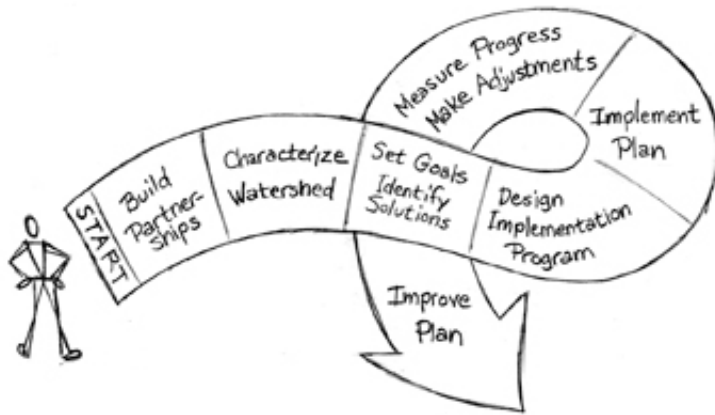 START
Build
Partner-
ships
Characterize
Watershed
Set Goals
Identify
Solutions
Design
Implementation
Program
Implement
Plan
Measure Progress
Make Adjustments
Improve
Plan